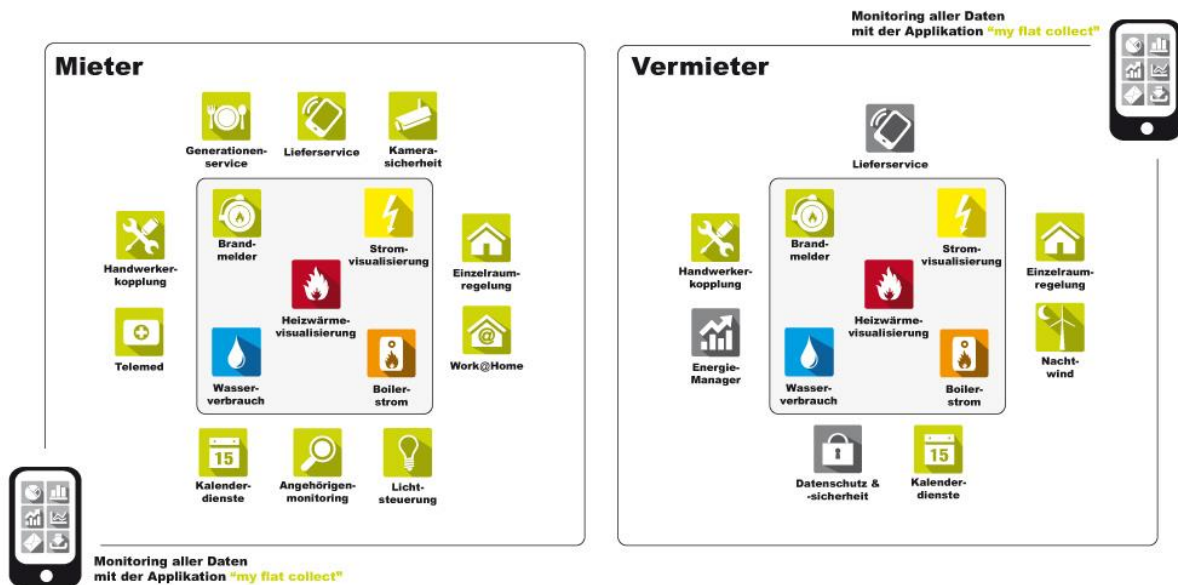 Monitoring aller Daten
mit der Applikation "my flat collect"
Mieter
Generationen-
service
Lieferservice
Kamera-
sicherheit
Handwerker-
kopplung
Brand-
melder
Strom-
visualisierung
Einzelraum-
regelung
Heizwärme-
visualisierung
Telemed
Wasser-
verbrauch
Boiler-
strom
@
Work@Home
15
Kalender-
dienste
Angehörigen-
monitoring
Licht-
steuerung
Monitoring aller Daten
mit der Applikation "my flat collect"
Vermieter
Lieferservice
Handwerker-
kopplung
Brand-
melder
Strom-
visualisierung
Einzelraum-
regelung
Heizwärme-
visualisierung
Energie-
Manager
Wasser-
verbrauch
Boiler-
strom
Nacht-
wind
Datenschutz &
-sicherheit
15
Kalender-
dienste